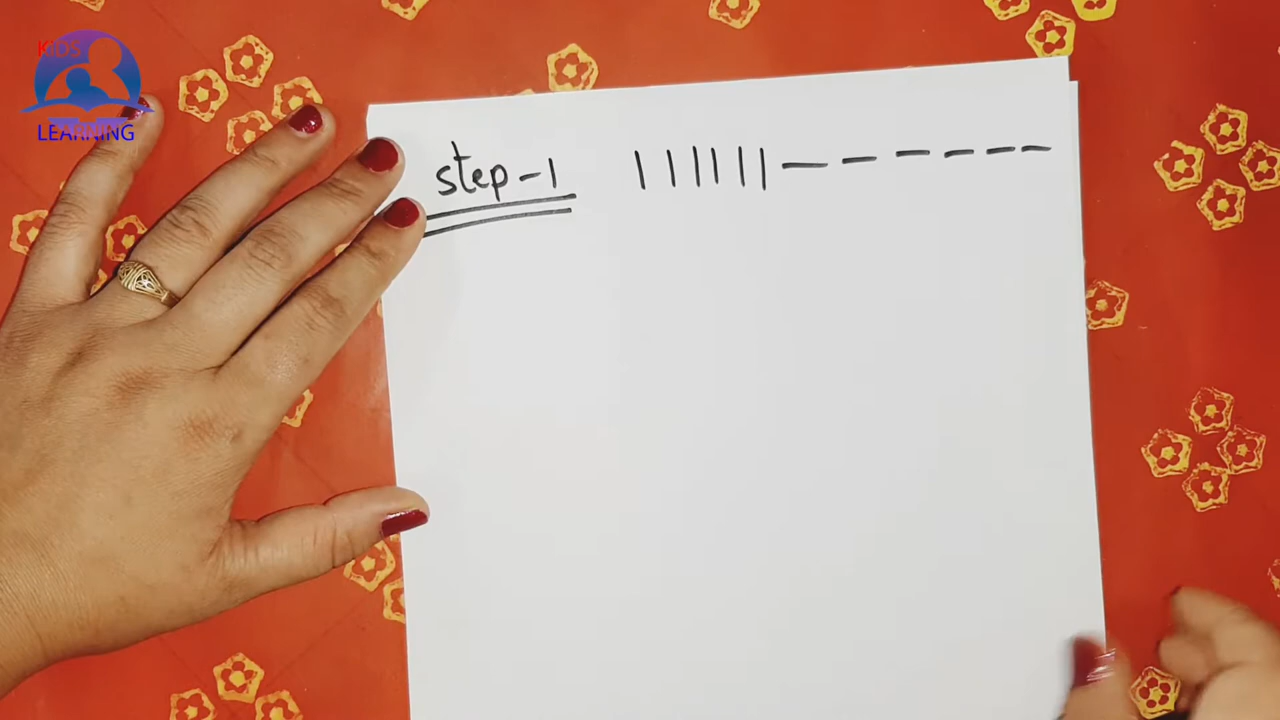 KIDS
LEARNING
step-1 | | | | | | — — — — — —